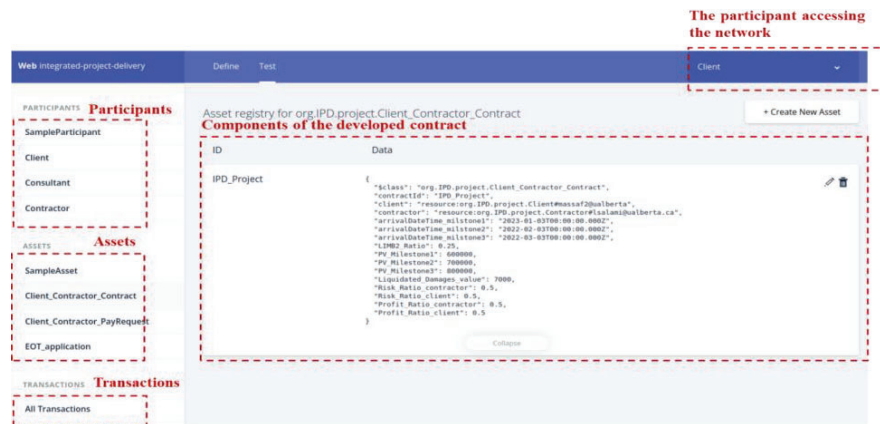 The participant accessing
the network
Web integrated-project-delivery
Define
Test
Client
PARTICIPANTS
Participants
SampleParticipant
Client
Consultant
Contractor
ASSETS
Assets
SampleAsset
Client_Contractor_Contract
Client_Contractor_PayRequest
EOT_application
TRANSACTIONS
Transactions
All Transactions
Asset registry for org.IPD.project.Client_Contractor_Contract
+ Create New Asset
Components of the developed contract
ID
Data
IPD_Project
{
"$class": "org.IPD.project.Client_Contractor_Contract",
"contractId": "IPD_Project",
"client": "resource:org.IPD.project.Client#massaf2@ualberta",
"contractor": "resource:org.IPD.project.Contractor#lsalami@ualberta.ca",
"arrivalDateTime_milstone1": "2023-01-03T00:00:00.000Z",
"arrivalDateTime_milstone2": "2022-02-03T00:00:00.000Z",
"arrivalDateTime_milstone3": "2022-03-03T00:00:00.000Z",
"LIMB2_Ratio": 0.25,
"PV_Milestone1": 600000,
"PV_Milestone2": 700000,
"PV_Milestone3": 800000,
"Liquidated_Damages_value": 7000,
"Risk_Ratio_contractor": 0.5,
"Risk_Ratio_client": 0.5,
"Profit_Ratio_contractor": 0.5,
"Profit_Ratio_client": 0.5
}
Collapse